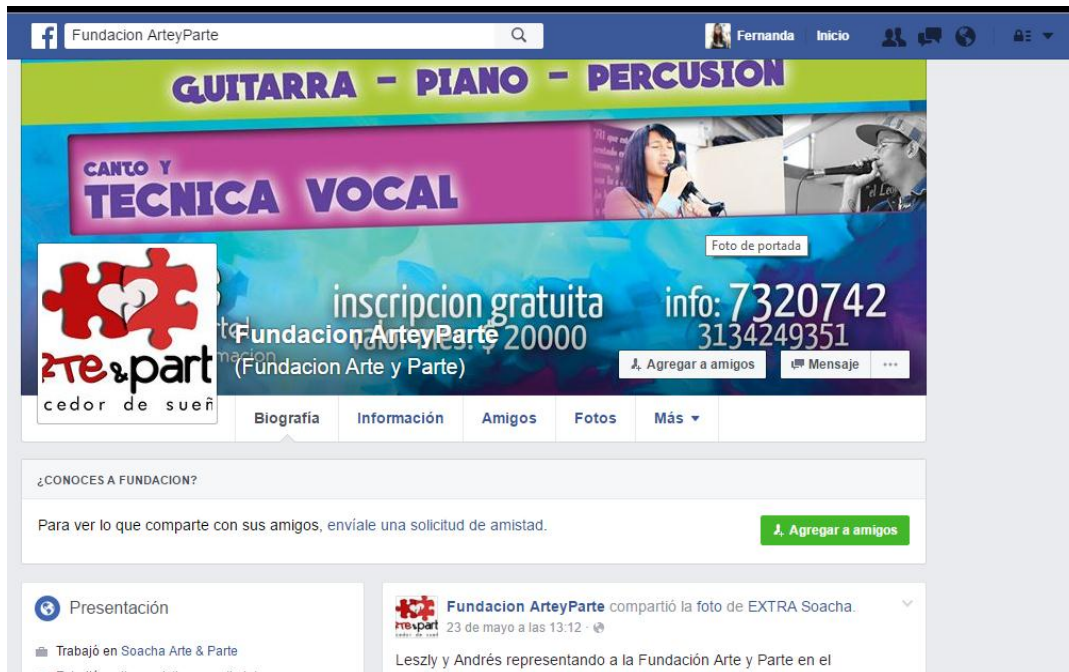 Fundacion ArteyParte
Fernanda Inicio
GUITARRA - PIANO - PERCUSION
CANTO Y
TECNICA VOCAL
Foto de portada
inscripcion gratuita
info: 7320742
$ 20000
3134249351
Fundacion ArteyParte
(Fundacion Arte y Parte)
Agregar a amigos
Mensaje
ʀте&part
cedor de sueñ
Biografía Información Amigos Fotos Más
¿CONOCES A FUNDACION?
Para ver lo que comparte con sus amigos, envíale una solicitud de amistad.
Agregar a amigos
Presentación
Trabajó en Soacha Arte & Parte
Fundacion ArteyParte compartió la foto de EXTRA Soacha.
23 de mayo a las 13:12 ·
Leszly y Andrés representando a la Fundación Arte y Parte en el